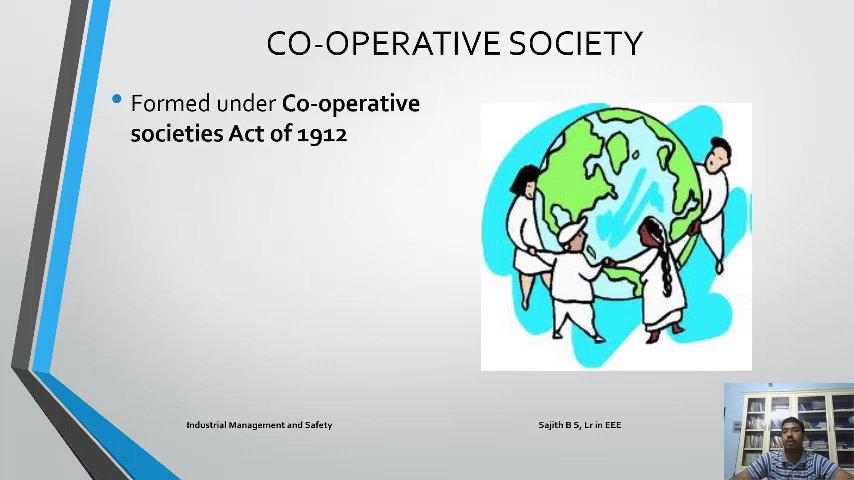 CO-OPERATIVE SOCIETY
• Formed under Co-operative
societies Act of 1912
Industrial Management and Safety
Sajith B S, Lr in EEE